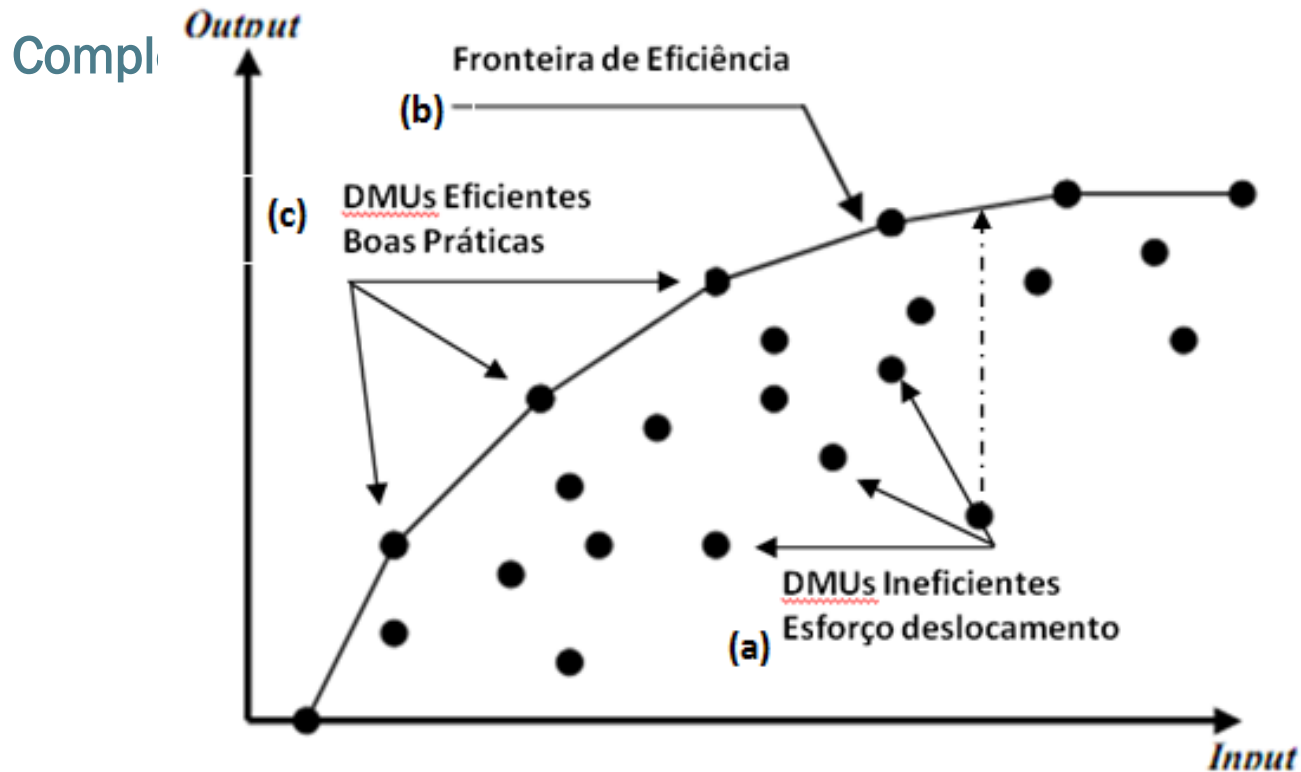 Output
Compl
Fronteira de Eficiência
(b)
DMUs Eficientes
(c)
Boas Práticas
DMUs Ineficientes
Esforço deslocamento
(a)
Input